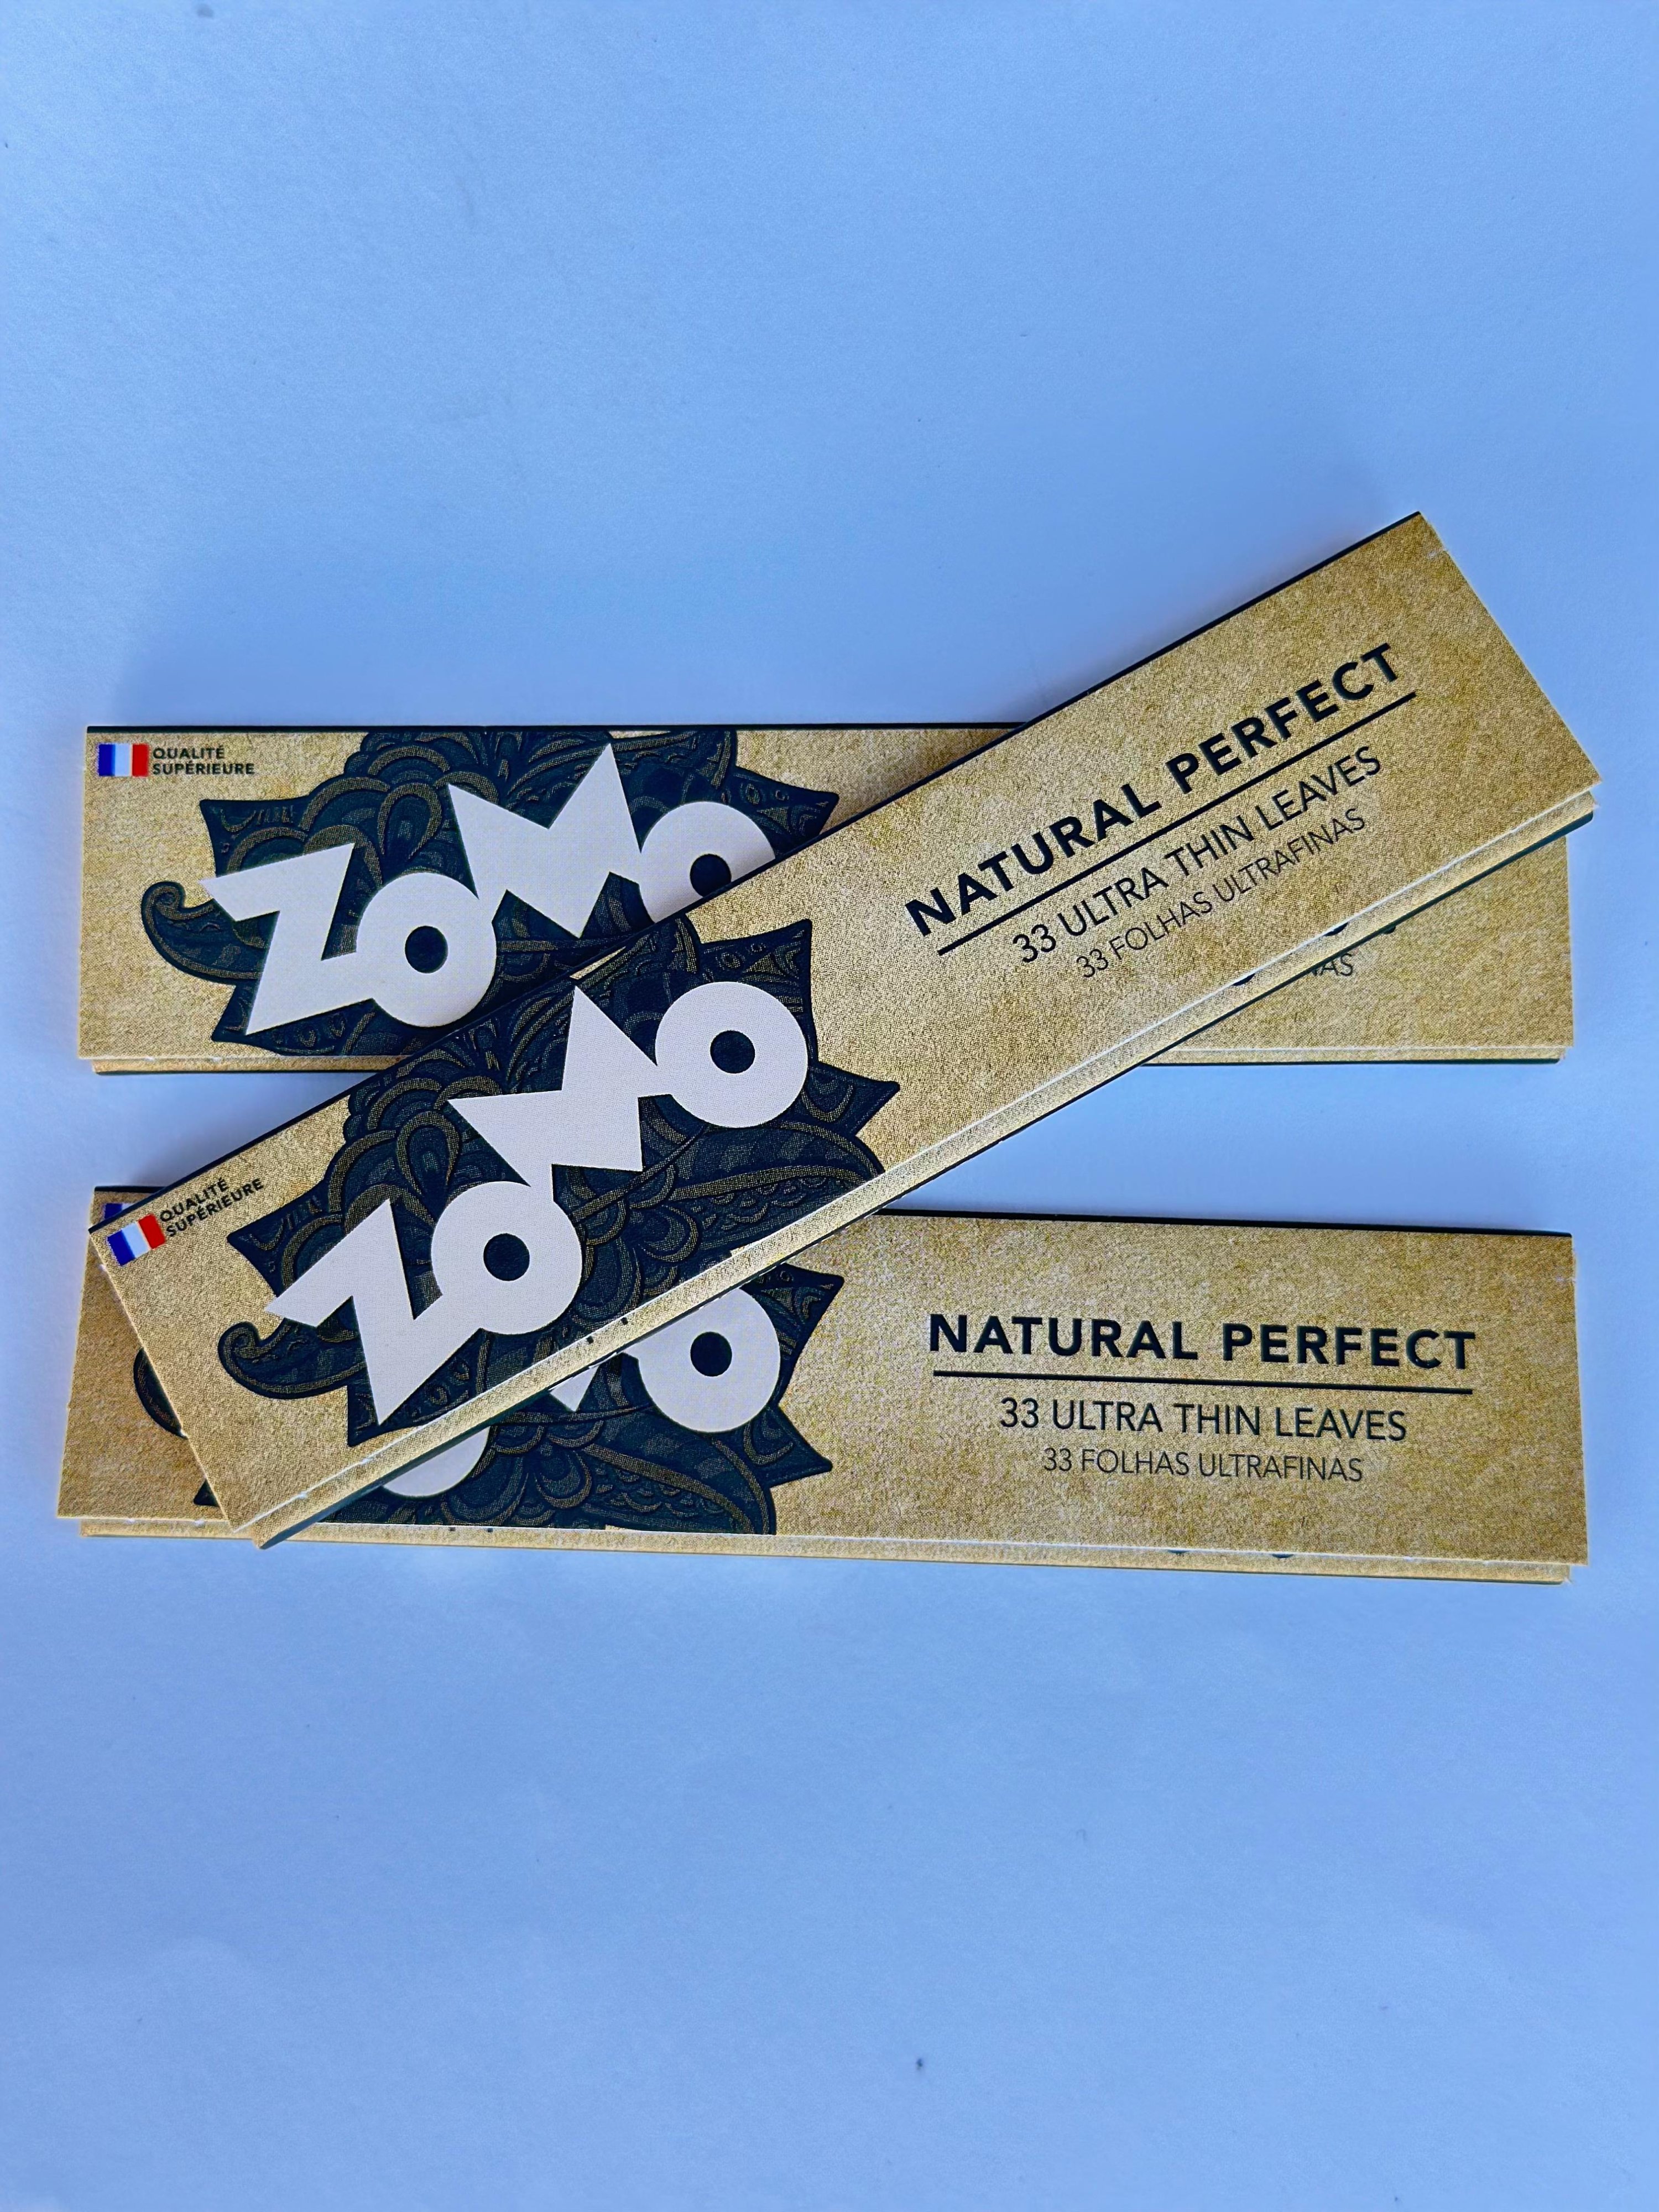 QUALITÉ
SUPÉRIEURE
ZOMO
NATURAL PERFECT
33 ULTRA THIN LEAVES
33 FOLHAS ULTRAFINAS
QUALITÉ
SUPÉRIEURE
ZOMO
NATURAL PERFECT
33 ULTRA THIN LEAVES
33 FOLHAS ULTRAFINAS